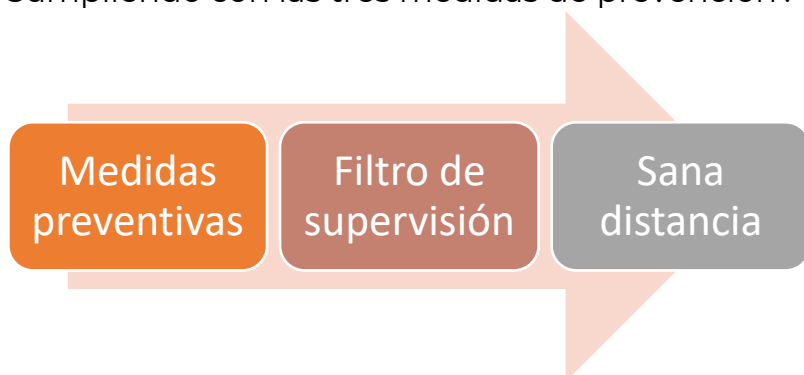 Cumpliendo con las tres medidas de prevención:
Medidas
preventivas
Filtro de
supervisión
Sana
distancia